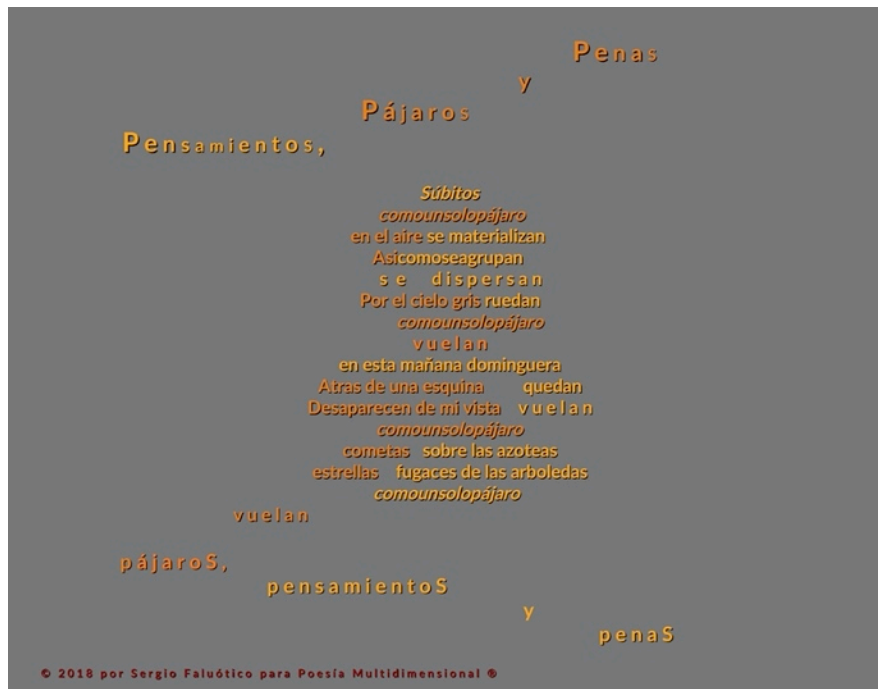 Penas
y
Pájaros
Pensamientos,
Súbitos
comounsolopájaro
en el aire se materializan
Asicomoseagrupan
se dispersan
Por el cielo gris ruedan
comounsolopájaro
vuelan
en esta mañana dominguera
Atras de una esquina quedan
Desaparecen de mi vista vuelan
comounsolopájaro
cometas sobre las azoteas
estrellas fugaces de las arboledas
comounsolopájaro
vuelan
pájaroS,
pensamientoS
y
penaS
© 2018 por Sergio Faluótico para Poesía Multidimensional ®